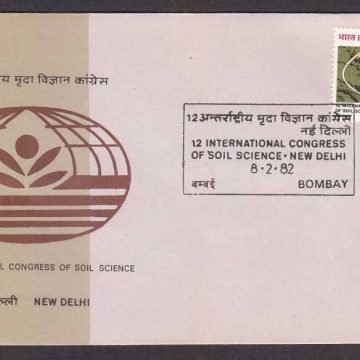 मृदा विज्ञान कांग्रेस
CONGRESS OF SOIL SCIENCE
NEW DELHI
भारत
12 अन्तर्राष्ट्रीय मृदा विज्ञान कांग्रेस
नई दिल्ली
12 INTERNATIONAL CONGRESS
OF SOIL SCIENCE • NEW DELHI
8.2.82
बम्बई BOMBAY